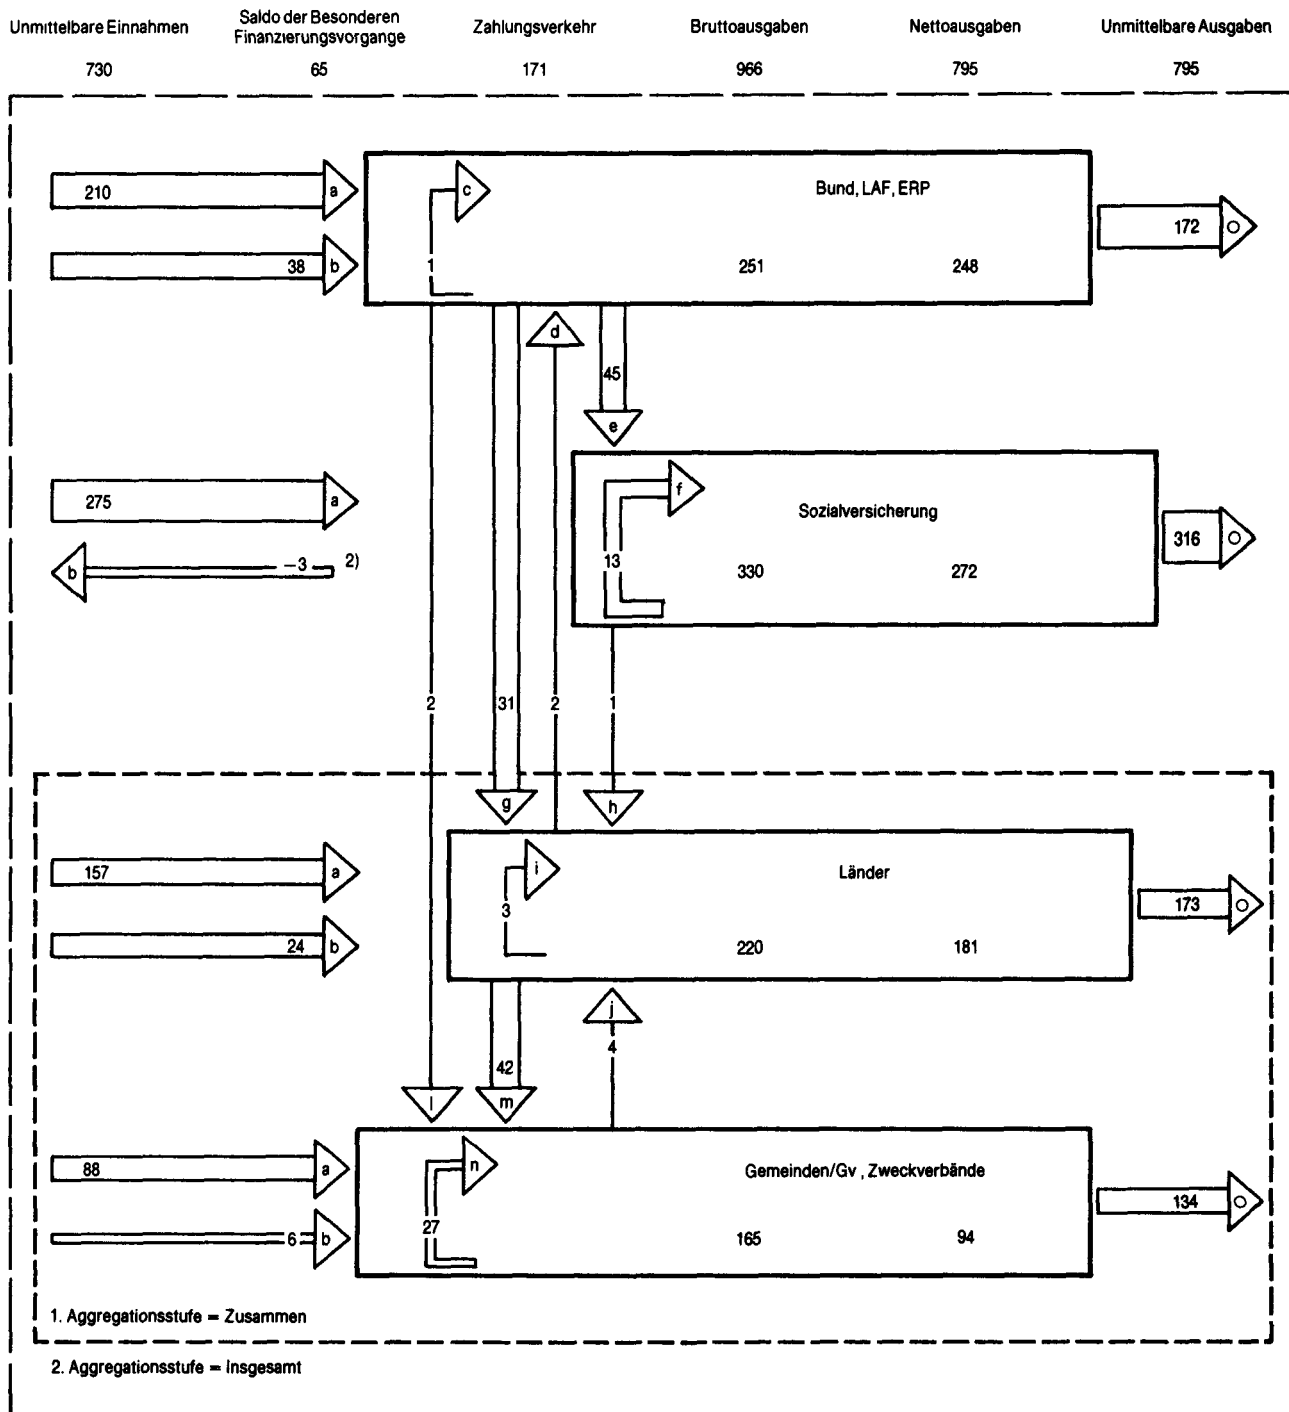 Unmittelbare Einnahmen
Saldo der Besonderen
Finanzierungsvorgange
Zahlungsverkehr
Bruttoausgaben
Nettoausgaben
Unmittelbare Ausgaben
730
65
171
966
795
795
210
a
c
Bund, LAF, ERP
172
o
38
b
1
251
248
d
45
e
275
a
f
Sozialversicherung
316
o
b
−3
2)
13
330
272
2
31
2
1
g
h
157
a
i
Länder
173
o
3
24
b
220
181
j
4
42
l
m
88
a
n
Gemeinden/Gv , Zweckverbände
134
o
27
6
b
165
94
1. Aggregationsstufe = Zusammen
2. Aggregationsstufe = Insgesamt